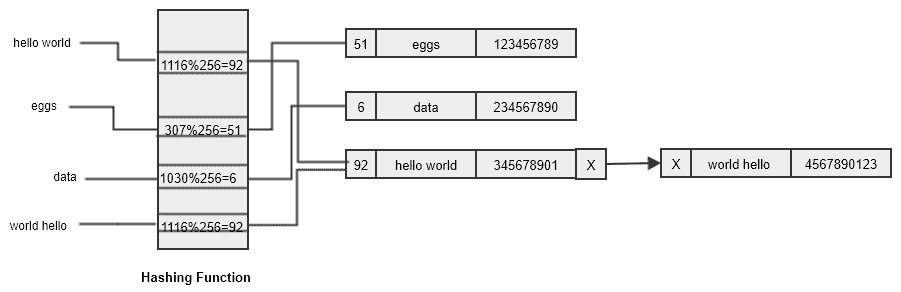 hello world
1116%256=92
eggs
307%256=51
data
1030%256=6
world hello
1116%256=92
Hashing Function
51 eggs 123456789
6 data 234567890
92 hello world 345678901 X
X world hello 4567890123